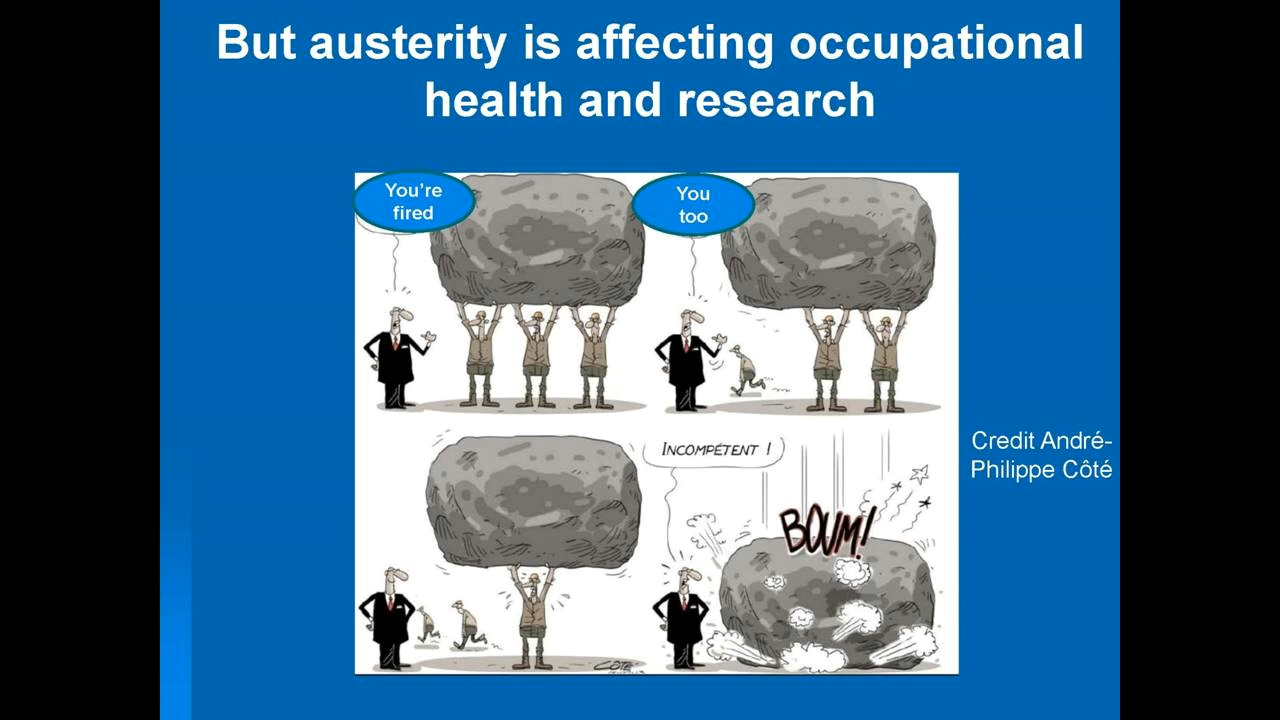 But austerity is affecting occupational
health and research
You're
fired
You
too
INCOMPÉTENT !
BOUM!
Credit André-
Philippe Côté
CÔTÉ